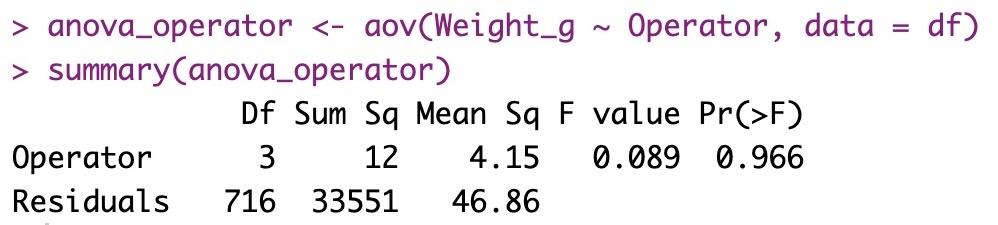 > anova_operator <- aov(Weight_g ~ Operator, data = df)
> summary(anova_operator)
             Df Sum Sq Mean Sq F value Pr(>F)
Operator      3     12    4.15   0.089  0.966
Residuals   716  33551   46.86